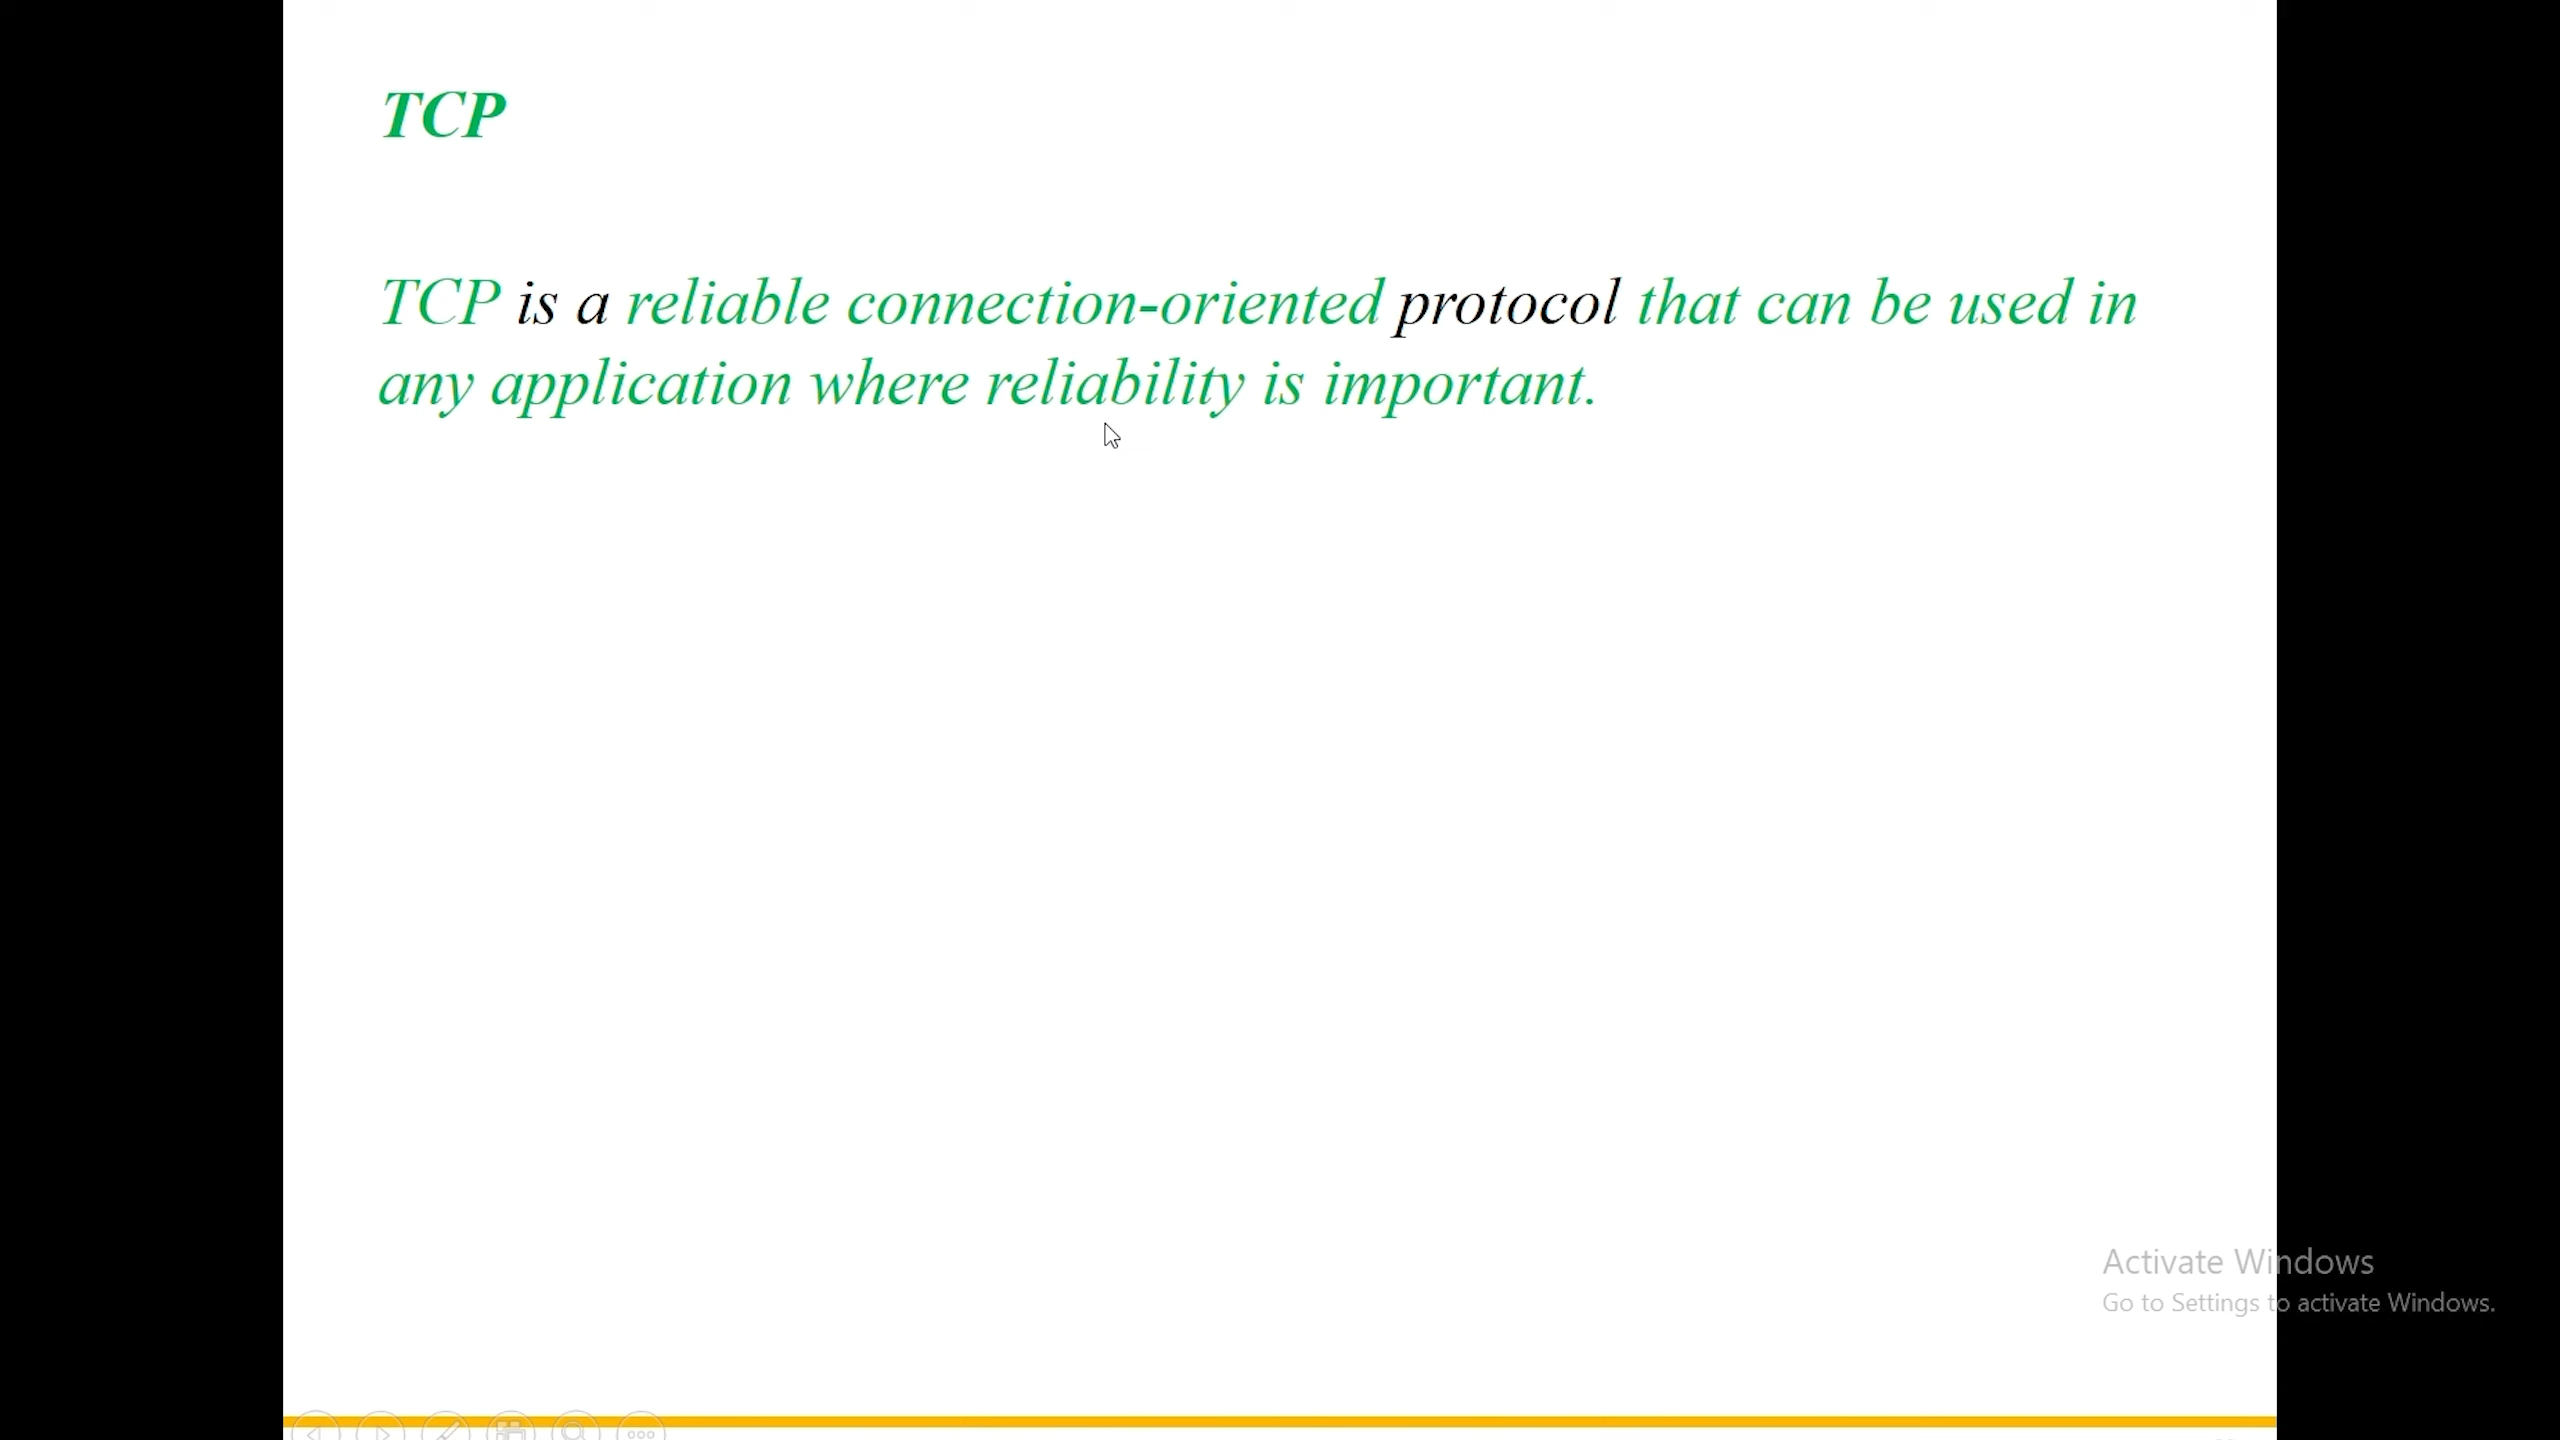 TCP
TCP is a reliable connection-oriented protocol that can be used in
any application where reliability is important.
Activate Windows
Go to Settings to activate Windows.